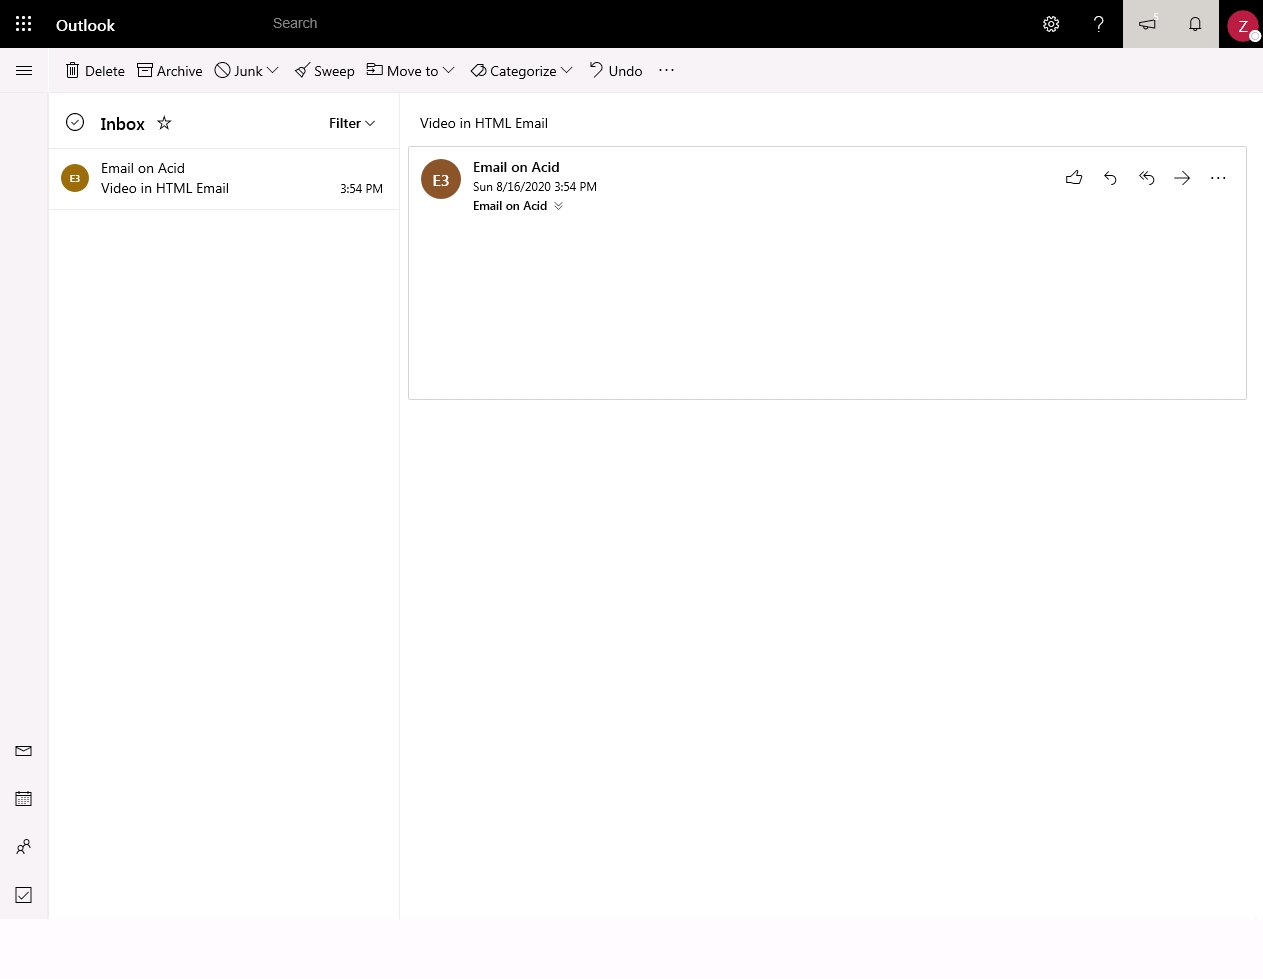 Outlook
Search
5
Z
Delete
Archive
Junk
Sweep
Move to
Categorize
Undo
Inbox
Filter
E3
Email on Acid
Video in HTML Email
3:54 PM
Video in HTML Email
E3
Email on Acid
Sun 8/16/2020 3:54 PM
Email on Acid